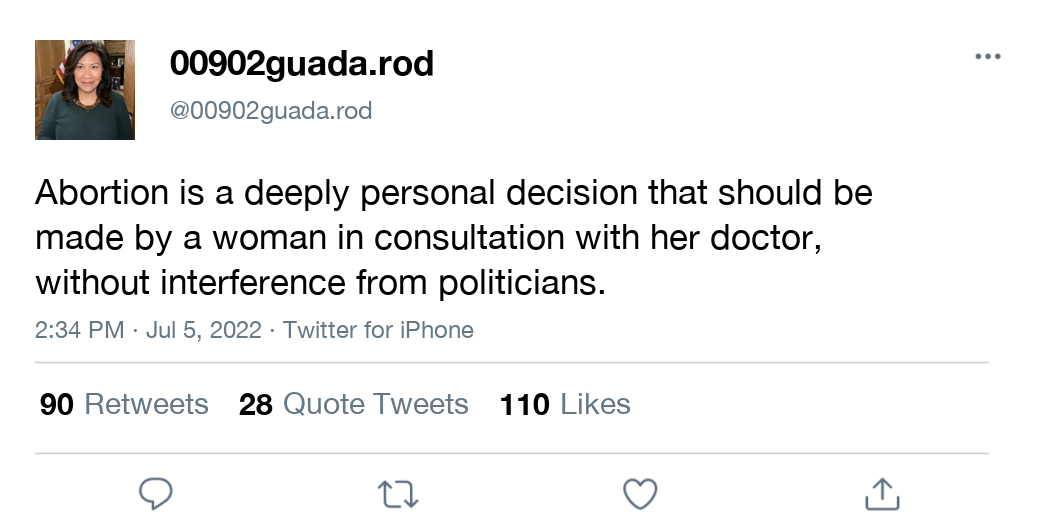 00902guada.rod
@00902guada.rod
Abortion is a deeply personal decision that should be
made by a woman in consultation with her doctor,
without interference from politicians.
2:34 PM · Jul 5, 2022 · Twitter for iPhone
90 Retweets 28 Quote Tweets 110 Likes